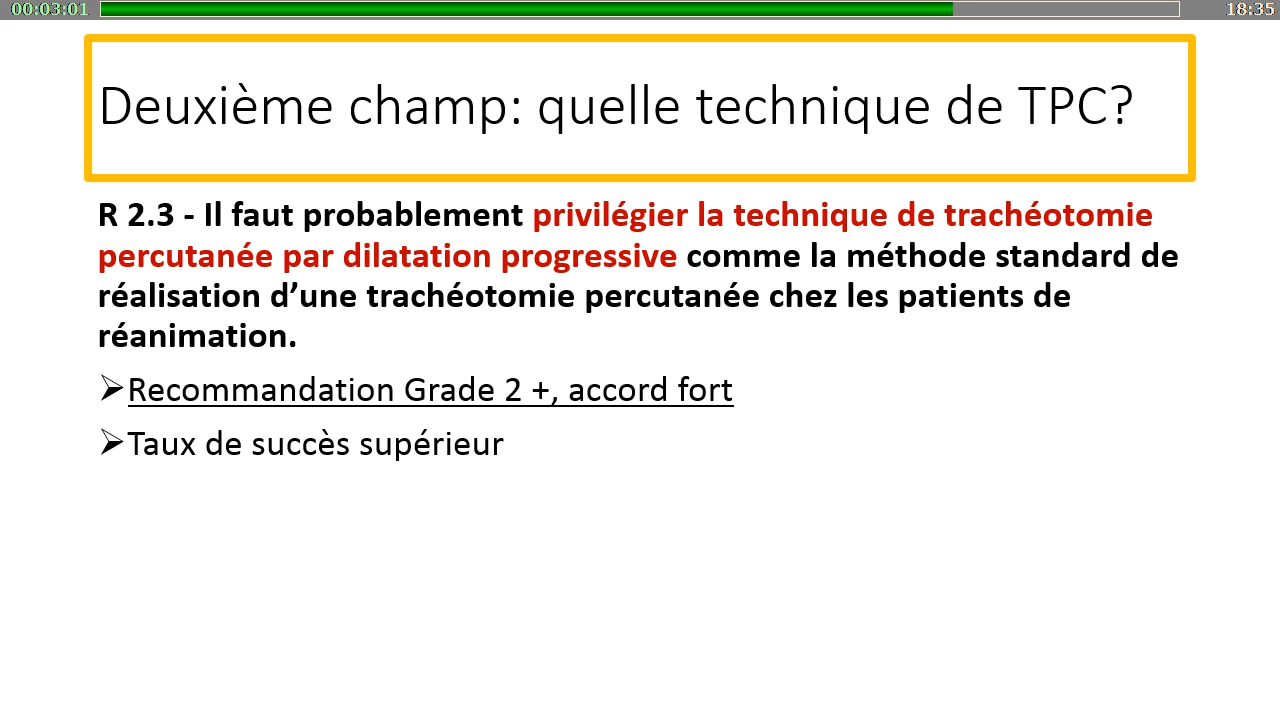 00:03:01
18:35
Deuxième champ: quelle technique de TPC?
R 2.3 - Il faut probablement privilégier la technique de trachéotomie
percutanée par dilatation progressive comme la méthode standard de
réalisation d’une trachéotomie percutanée chez les patients de
réanimation.
➢Recommandation Grade 2 +, accord fort
➢Taux de succès supérieur